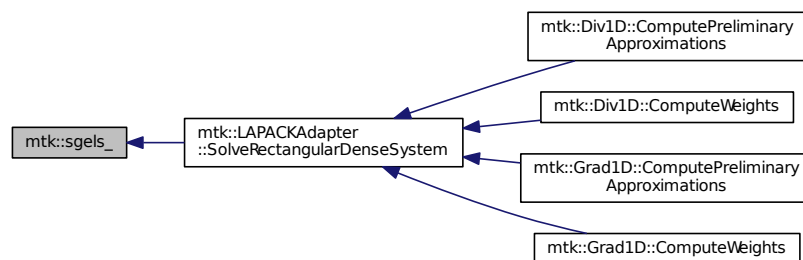 mtk::sgels_
mtk::LAPACKAdapter
::SolveRectangularDenseSystem
mtk::Div1D::ComputePreliminary
Approximations
mtk::Div1D::ComputeWeights
mtk::Grad1D::ComputePreliminary
Approximations
mtk::Grad1D::ComputeWeights